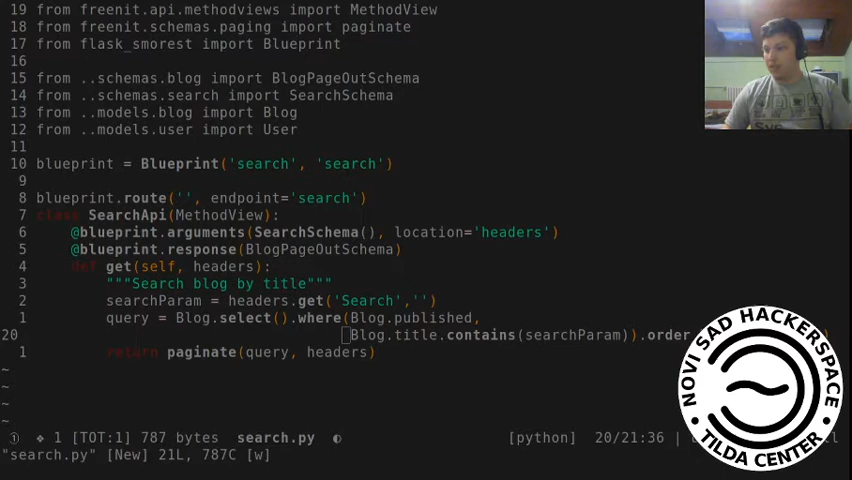 19 from freenit.api.methodviews import MethodView
18 from freenit.schemas.paging import paginate
17 from flask_smorest import Blueprint
16
15 from ..schemas.blog import BlogPageOutSchema
14 from ..schemas.search import SearchSchema
13 from ..models.blog import Blog
12 from ..models.user import User
11
10 blueprint = Blueprint('search', 'search')
9
8 blueprint.route('', endpoint='search')
7 class SearchApi(MethodView):
6 @blueprint.arguments(SearchSchema(), location='headers')
5 @blueprint.response(BlogPageOutSchema)
4 def get(self, headers):
3 """Search blog by title"""
2 searchParam = headers.get('Search','')
1 query = Blog.select().where(Blog.published,
20 Blog.title.contains(searchParam)).order )
1 return paginate(query, headers)
~
~
~
~
① ❖ 1 [TOT:1] 787 bytes search.py ◐ [python] 20/21:36 |
"search.py" [New] 21L, 787C [w]
NOVI SAD HACKERSPACE
TILDA CENTER